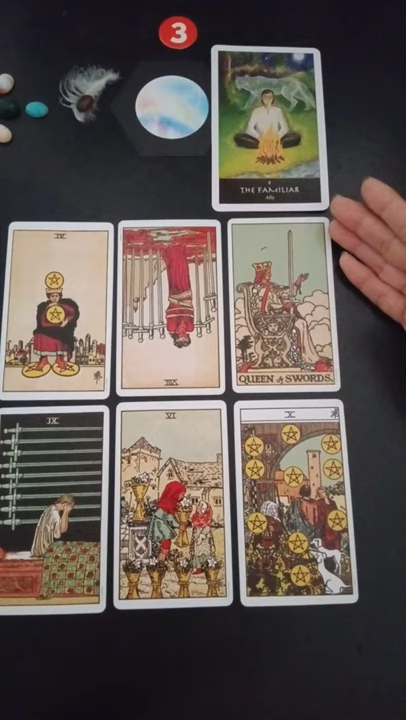 3
THE FAMILIAR
Ally
IV
VIII
QUEEN of SWORDS.
IX
VI
X